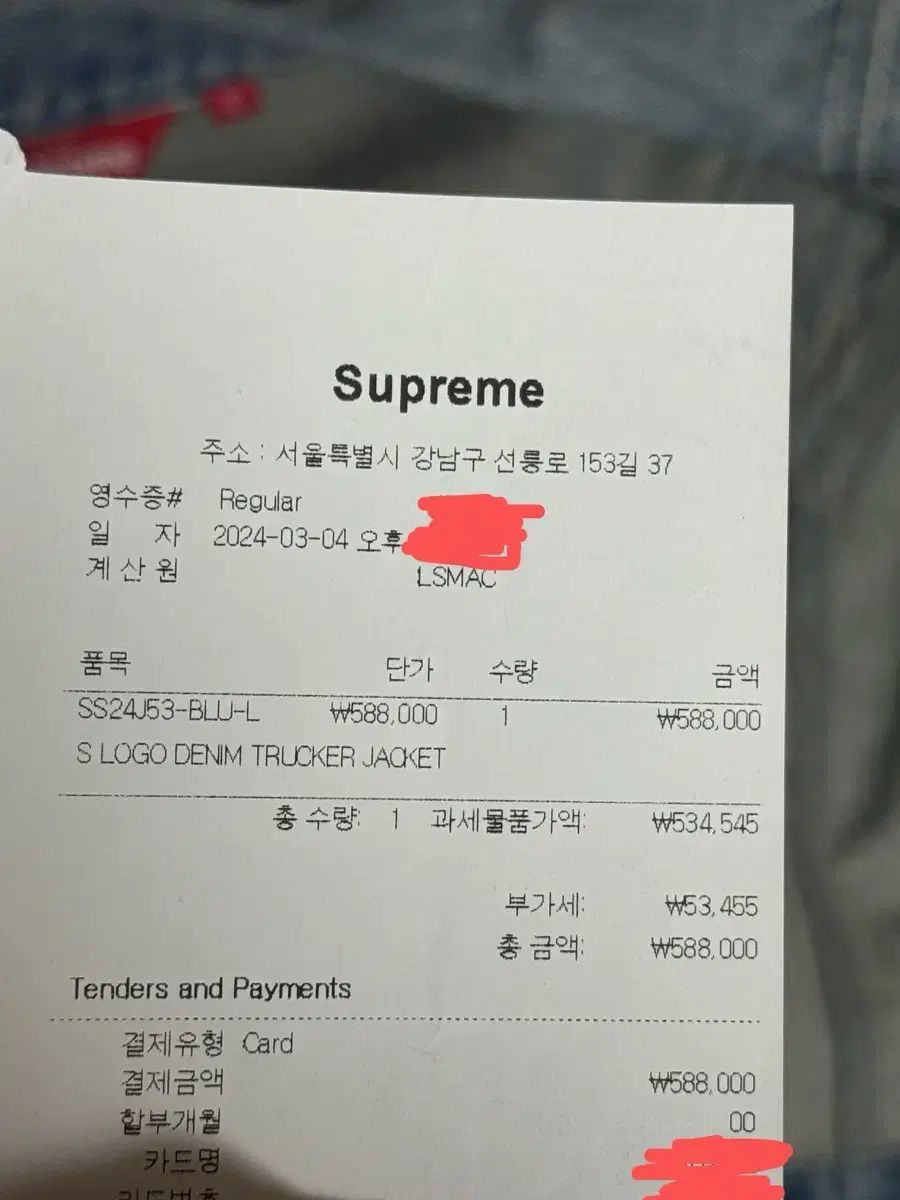 Supreme
주소 : 서울특별시 강남구 선릉로 153길 37
영수증# Regular
일 자 2024-03-04 오후
계산원 LSMAC
품목 단가 수량 금액
SS24J53-BLU-L ₩588,000 1 ₩588,000
S LOGO DENIM TRUCKER JACKET
총 수량: 1 과세물품가액: ₩534,545
부가세: ₩53,455
총 금액: ₩588,000
Tenders and Payments
결제유형 Card
결제금액 ₩588,000
할부개월 00
카드명